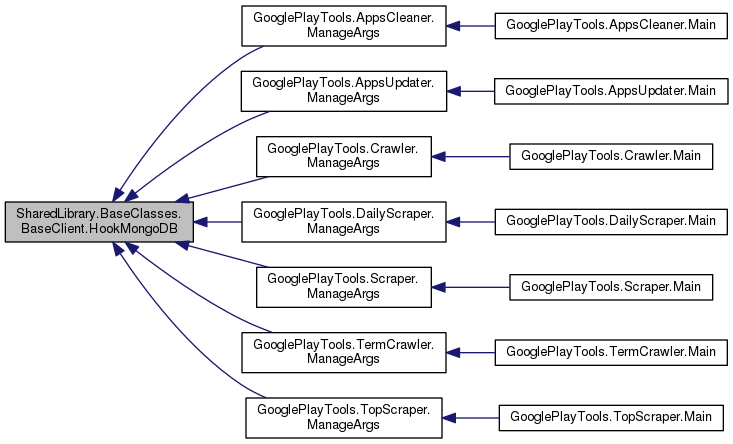 GooglePlayTools.AppsCleaner.
ManageArgs
GooglePlayTools.AppsCleaner.Main
GooglePlayTools.AppsUpdater.
ManageArgs
GooglePlayTools.AppsUpdater.Main
GooglePlayTools.Crawler.
ManageArgs
GooglePlayTools.Crawler.Main
SharedLibrary.BaseClasses.
BaseClient.HookMongoDB
GooglePlayTools.DailyScraper.
ManageArgs
GooglePlayTools.DailyScraper.Main
GooglePlayTools.Scraper.
ManageArgs
GooglePlayTools.Scraper.Main
GooglePlayTools.TermCrawler.
ManageArgs
GooglePlayTools.TermCrawler.Main
GooglePlayTools.TopScraper.
ManageArgs
GooglePlayTools.TopScraper.Main